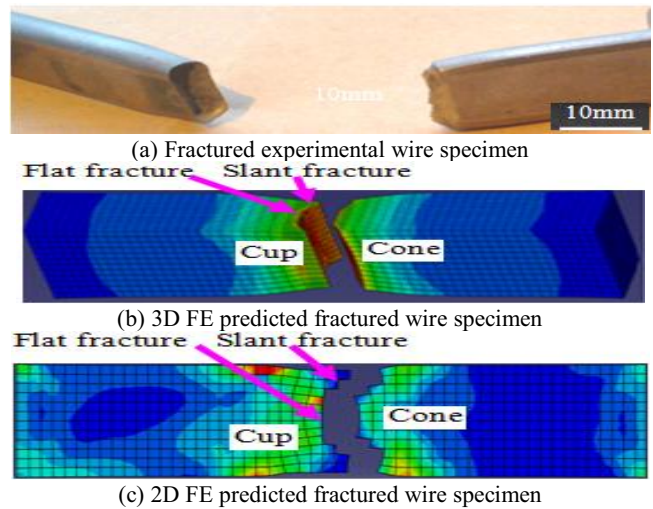 10mm
10mm
(a) Fractured experimental wire specimen
Flat fracture Slant fracture
Cup Cone
(b) 3D FE predicted fractured wire specimen
Flat fracture Slant fracture
Cup Cone
(c) 2D FE predicted fractured wire specimen